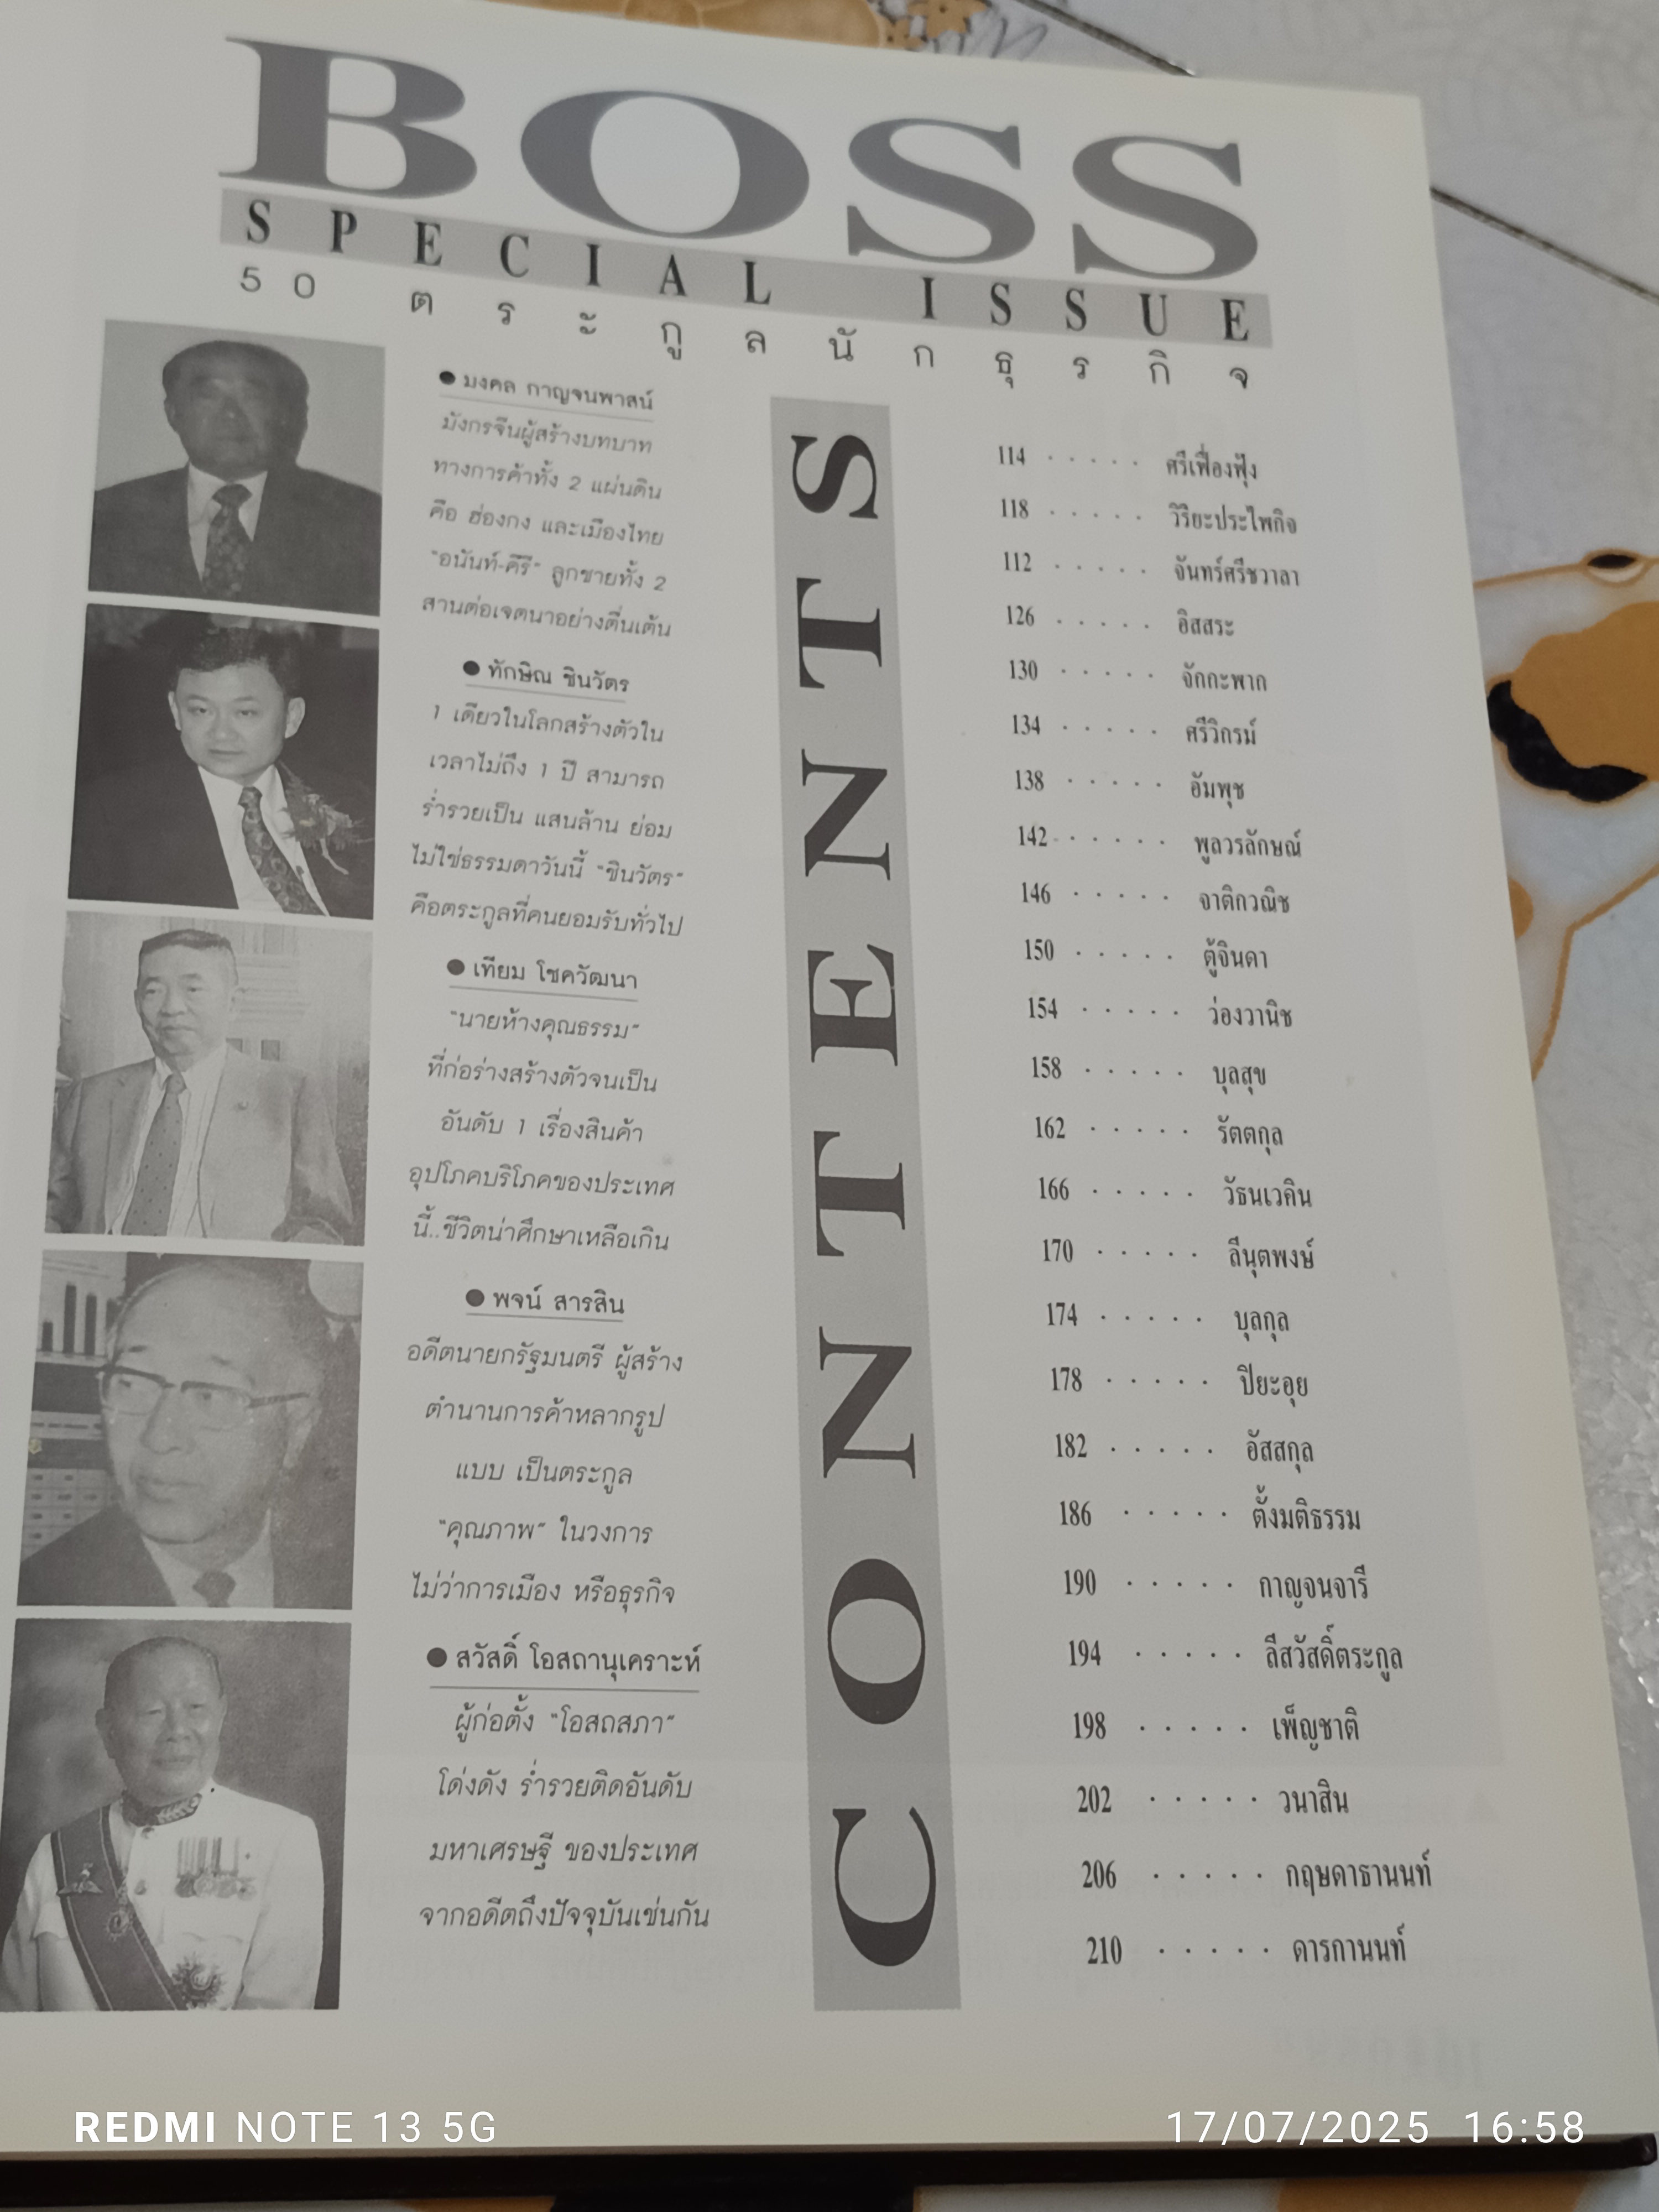 BOSS
SPECIAL ISSUE
50 ตระกูลนักธุรกิจ
● มงคล กาญจนพาสน์
มังกรจีนผู้สร้างบทบาท
ทางการค้าทั้ง 2 แผ่นดิน
คือ ฮ่องกง และเมืองไทย
"อนันท์-คีรี" ลูกชายทั้ง 2
สานต่อเจตนาอย่างตื่นเต้น
● ทักษิณ ชินวัตร
1 เดียวในโลกสร้างตัวใน
เวลาไม่ถึง 1 ปี สามารถ
ร่ำรวยเป็น แสนล้าน ย่อม
ไม่ใช่ธรรมดาวันนี้ "ชินวัตร"
คือตระกูลที่คนยอมรับทั่วไป
● เทียม โชควัฒนา
"นายห้างคุณธรรม"
ที่ก่อร่างสร้างตัวจนเป็น
อันดับ 1 เรื่องสินค้า
อุปโภคบริโภคของประเทศ
นี้..ชีวิตน่าศึกษาเหลือเกิน
● พจน์ สารสิน
อดีตนายกรัฐมนตรี ผู้สร้าง
ตำนานการค้าหลากรูป
แบบ เป็นตระกูล
"คุณภาพ" ในวงการ
ไม่ว่าการเมือง หรือธุรกิจ
● สวัสดิ์ โอสถานุเคราะห์
ผู้ก่อตั้ง "โอสถสภา"
โด่งดัง ร่ำรวยติดอันดับ
มหาเศรษฐี ของประเทศ
จากอดีตถึงปัจจุบันเช่นกัน
CONTENTS
114 ..... ศรีเฟื่องฟุ้ง
118 ..... วิริยะประไพกิจ
112 ..... จันทร์ศรีชวาลา
126 ..... อิสสระ
130 ..... จักกะพาก
134 ..... ศรีวิกรม์
138 ..... อัมพุช
142 ..... พูลวรลักษณ์
146 ..... จาติกวณิช
150 ..... ตู้จินดา
154 ..... ว่องวานิช
158 ..... บุลสุข
162 ..... รัตตกุล
166 ..... วัธนเวคิน
170 ..... ลีนุตพงษ์
174 ..... บุลกุล
178 ..... ปิยะอุย
182 ..... อัสสกุล
186 ..... ตั้งมติธรรม
190 ..... กาญจนจารี
194 ..... ลีสวัสดิ์ตระกูล
198 ..... เพ็ญชาติ
202 ..... วนาสิน
206 ..... กฤษดาธานนท์
210 ..... ดารกานนท์
REDMI NOTE 13 5G
17/07/2025 16:58